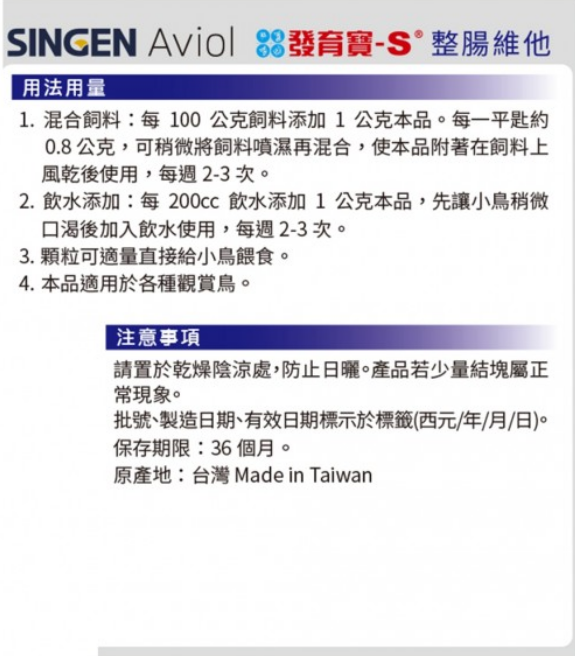 SINGEN Aviol 發育寶-S® 整腸維他
用法用量
1. 混合飼料：每 100 公克飼料添加 1 公克本品。每一平匙約
0.8 公克，可稍微將飼料噴濕再混合，使本品附著在飼料上
風乾後使用，每週 2-3 次。
2. 飲水添加：每 200cc 飲水添加 1 公克本品，先讓小鳥稍微
口渴後加入飲水使用，每週 2-3 次。
3. 顆粒可適量直接給小鳥餵食。
4. 本品適用於各種觀賞鳥。
注意事項
請置於乾燥陰涼處，防止日曬。產品若少量結塊屬正
常現象。
批號、製造日期、有效日期標示於標籤(西元/年/月/日)。
保存期限：36 個月。
原產地：台灣 Made in Taiwan